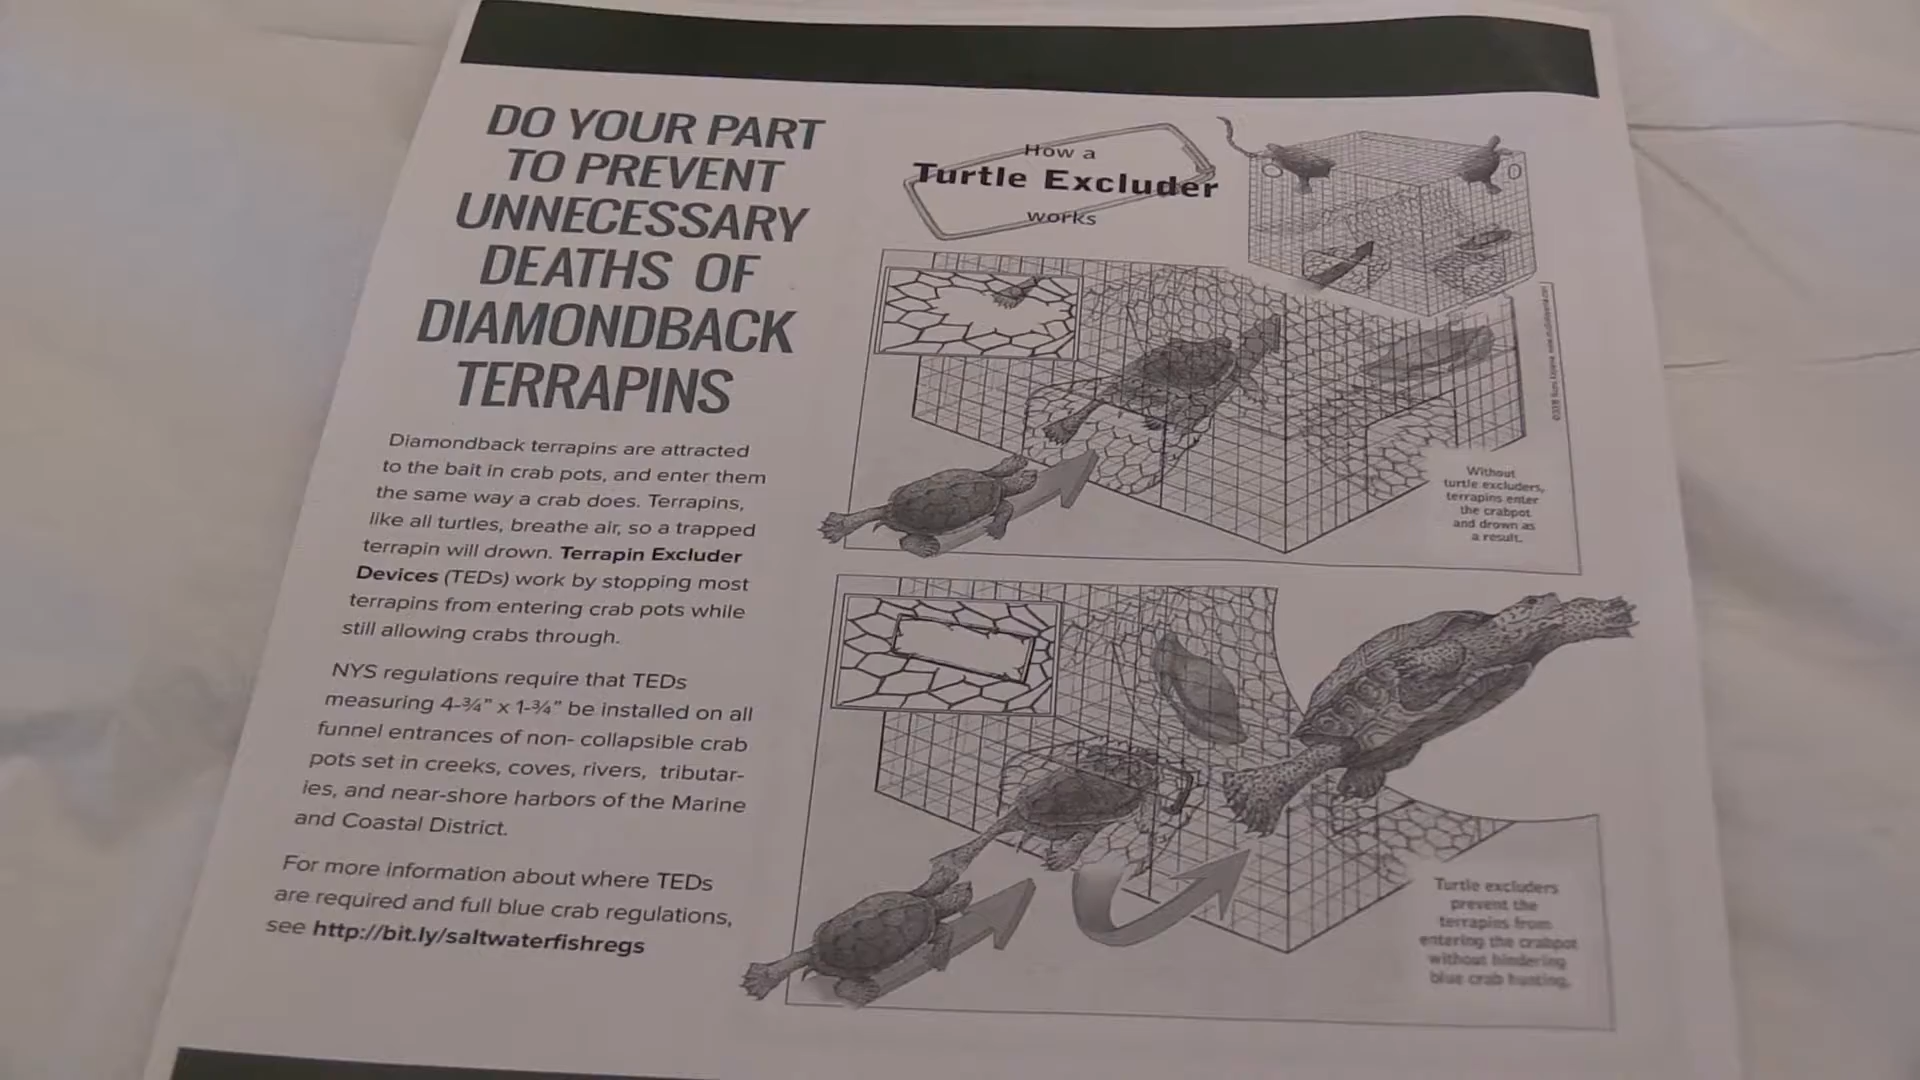 DO YOUR PART
TO PREVENT
UNNECESSARY
DEATHS OF
DIAMONDBACK
TERRAPINS
Diamondback terrapins are attracted
to the bait in crab pots, and enter them
the same way a crab does. Terrapins,
like all turtles, breathe air, so a trapped
terrapin will drown. Terrapin Excluder
Devices (TEDs) work by stopping most
terrapins from entering crab pots while
still allowing crabs through.
NYS regulations require that TEDs
measuring 4-¾" x 1-¾" be installed on all
funnel entrances of non- collapsible crab
pots set in creeks, coves, rivers, tributar-
ies, and near-shore harbors of the Marine
and Coastal District.
For more information about where TEDs
are required and full blue crab regulations,
see http://bit.ly/saltwaterfishregs
How a
Turtle Excluder
works
Without
turtle excluders,
terrapins enter
the crabpot
and drown as
a result.
Turtle excluders
prevent the
terrapins from
entering the crabpot
without hindering
blue crab hunting.